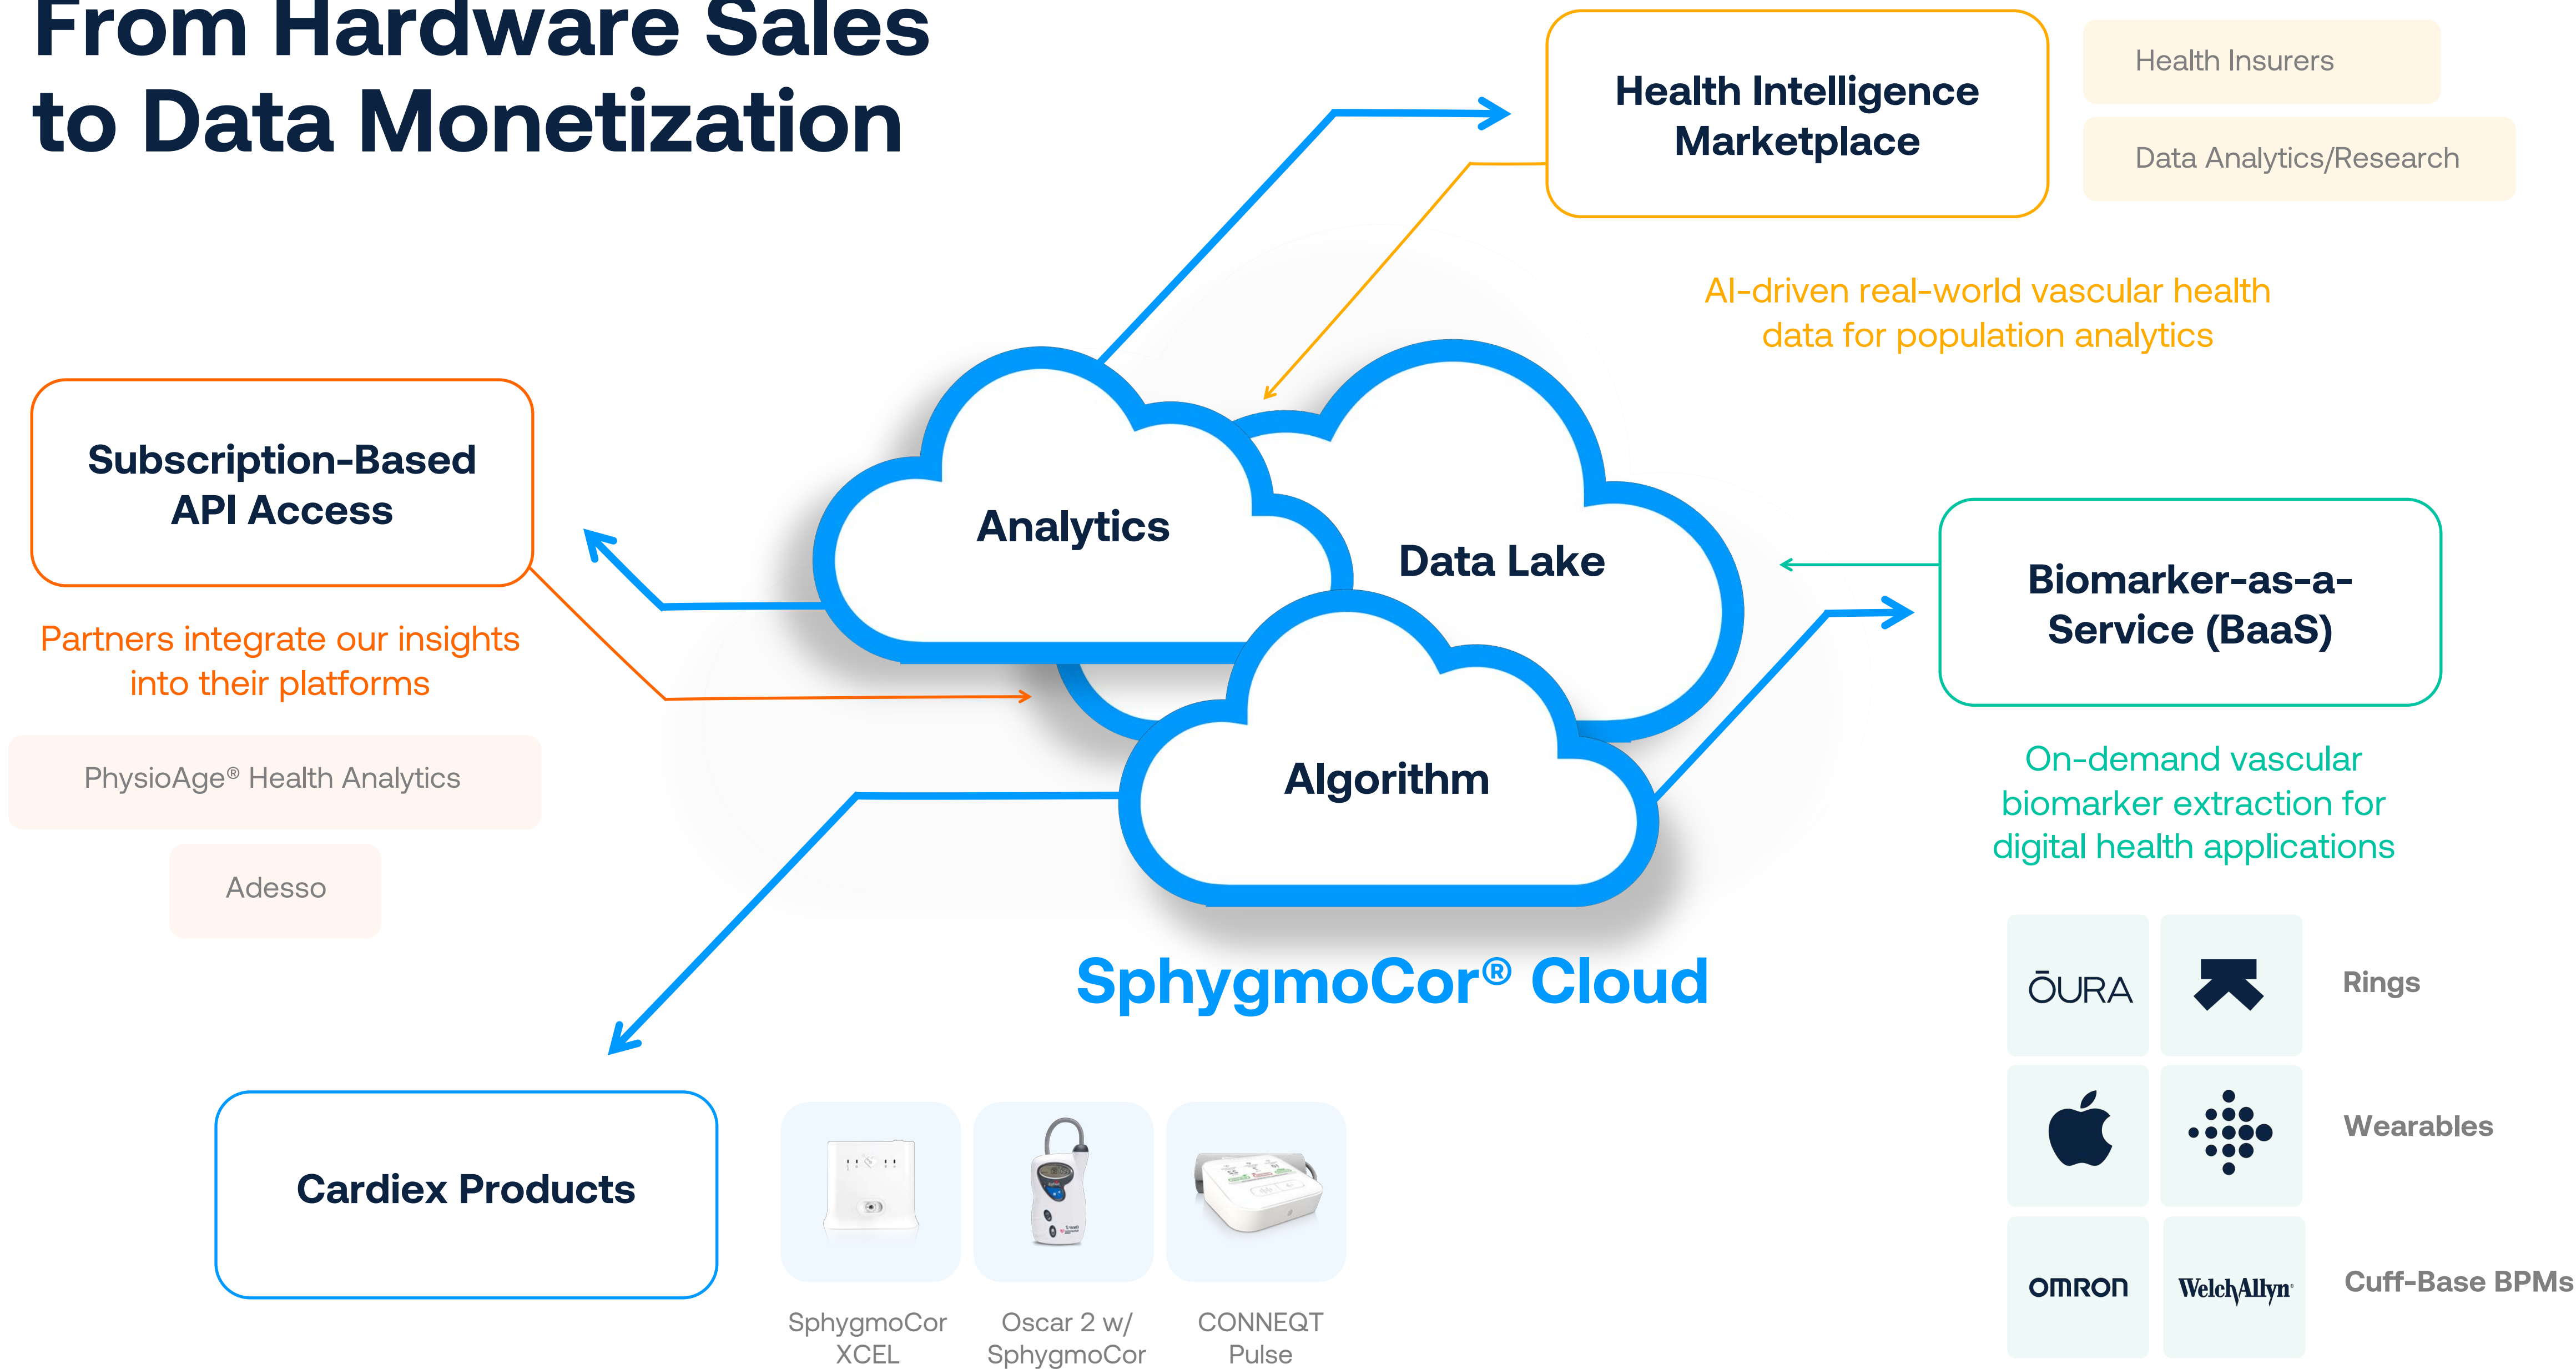 From Hardware Sales
to Data Monetization
Health Intelligence
Marketplace
Health Insurers
Data Analytics/Research
AI-driven real-world vascular health
data for population analytics
Subscription-Based
API Access
Partners integrate our insights
into their platforms
PhysioAge® Health Analytics
Adesso
Analytics
Data Lake
Algorithm
SphygmoCor® Cloud
Biomarker-as-a-
Service (BaaS)
On-demand vascular
biomarker extraction for
digital health applications
ŌURA
Rings
Wearables
OMRON
WelchAllyn®
Cuff-Base BPMs
Cardiex Products
SphygmoCor
XCEL
Oscar 2 w/
SphygmoCor
CONNEQT
Pulse